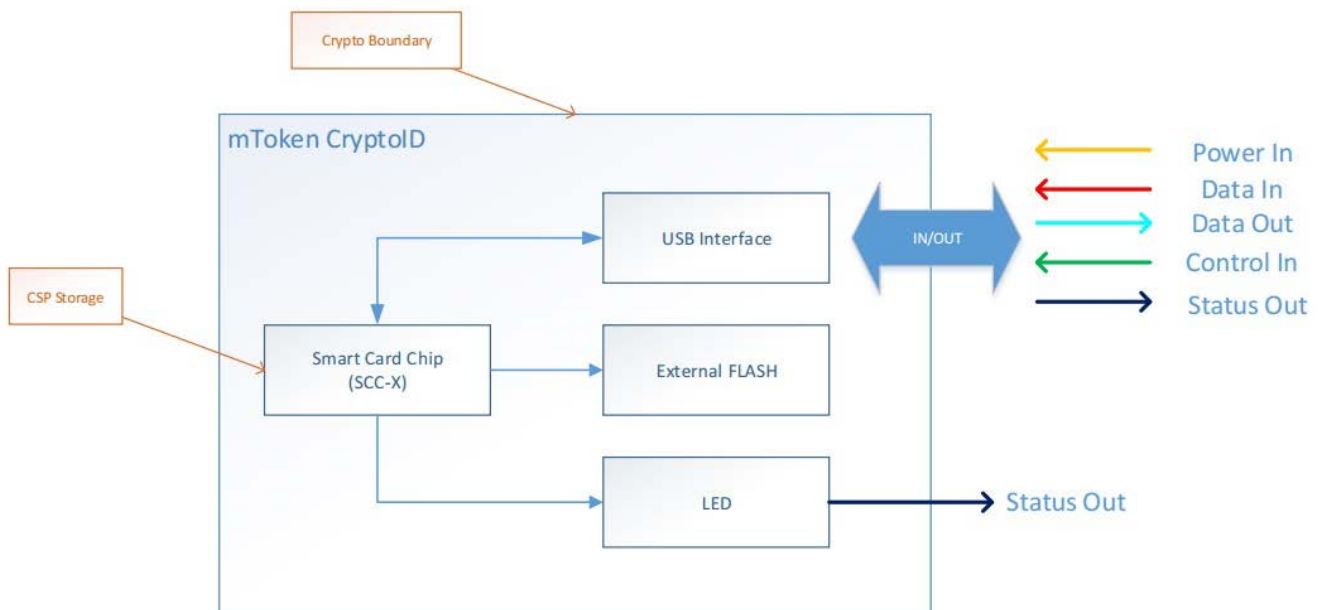 Crypto Boundary
mToken CryptoID
Power In
Data In
USB Interface
IN/OUT
Data Out
Control In
CSP Storage
Status Out
Smart Card Chip
(SCC-X)
External FLASH
LED
Status Out